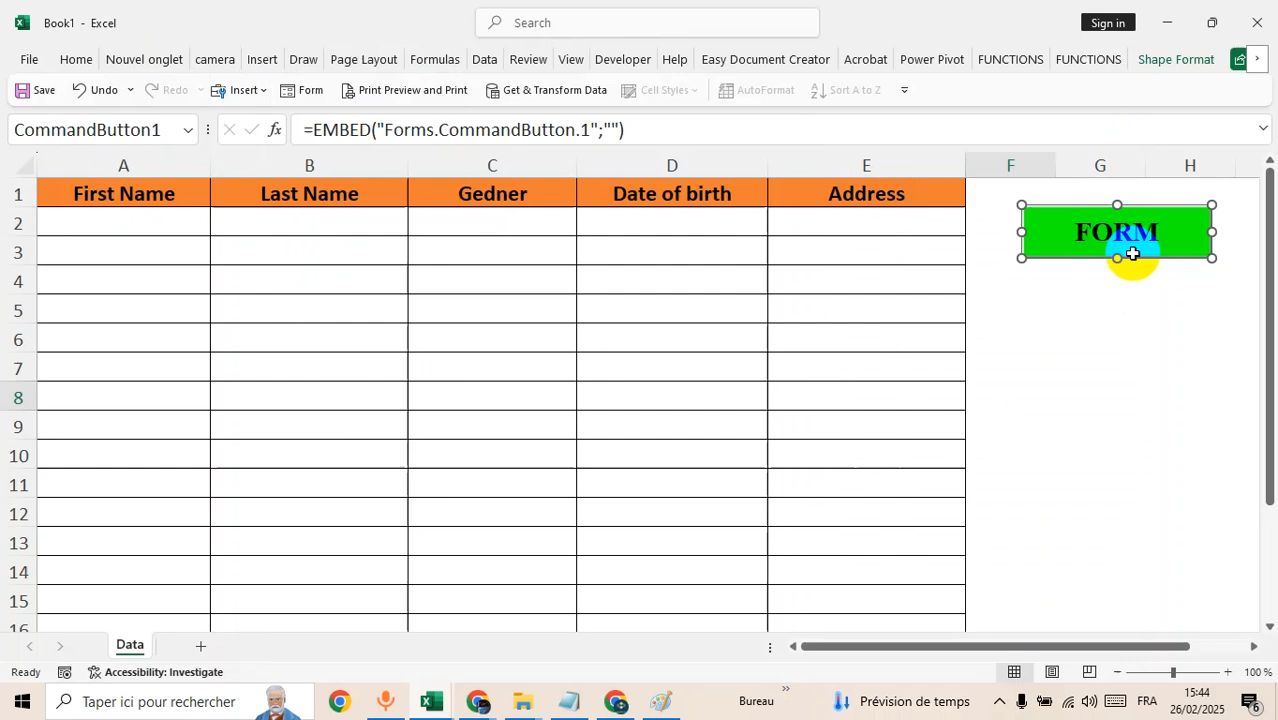 Book1 - Excel
Search
Sign in
File Home Nouvel onglet camera Insert Draw Page Layout Formulas Data Review View Developer Help Easy Document Creator Acrobat Power Pivot FUNCTIONS FUNCTIONS Shape Format
Save Undo Redo Insert Form Print Preview and Print Get & Transform Data Cell Styles AutoFormat Sort A to Z
CommandButton1 fx =EMBED("Forms.CommandButton.1";"")
A B C D E F G H
1 First Name Last Name Gedner Date of birth Address
2 FORM
3
4
5
6
7
8
9
10
11
12
13
14
15
16
Data
Ready Accessibility: Investigate 100 %
Taper ici pour rechercher Bureau Prévision de temps FRA 15:44
26/02/2025 6